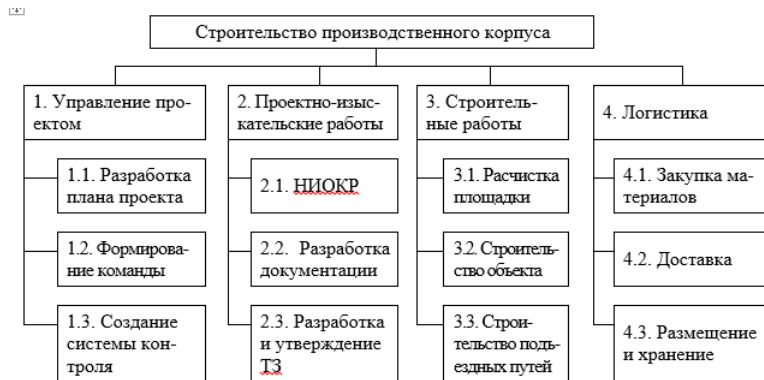 Строительство производственного корпуса
1. Управление про-
ектом
1.1. Разработка
плана проекта
1.2. Формирова-
ние команды
1.3. Создание
системы кон-
троля
2. Проектно-изыс-
кательские работы
2.1. НИОКР
2.2. Разработка
документации
2.3. Разработка
и утверждение
ТЗ
3. Строитель-
ные работы
3.1. Расчистка
площадки
3.2. Строитель-
ство объекта
3.3. Строи-
тельство подъ-
ездных путей
4. Логистика
4.1. Закупка ма-
териалов
4.2. Доставка
4.3. Размещение
и хранение